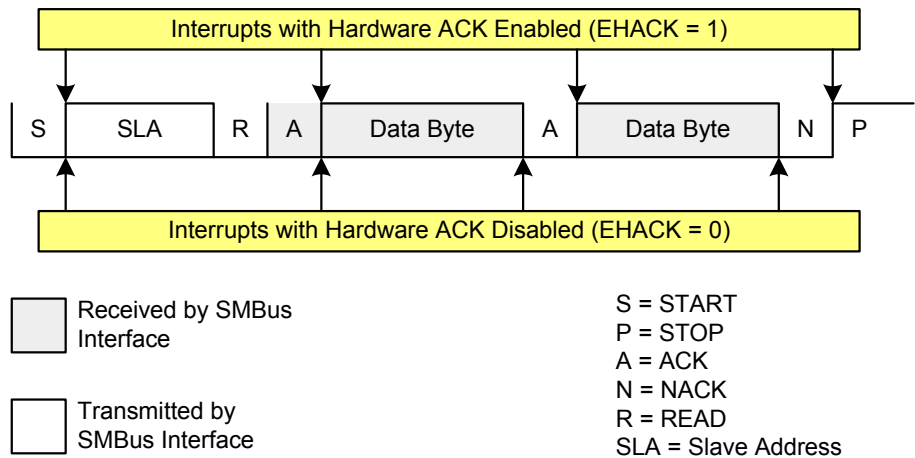 Interrupts with Hardware ACK Enabled (EHACK = 1)
S SLA R A Data Byte A Data Byte N P
Interrupts with Hardware ACK Disabled (EHACK = 0)
Received by SMBus
Interface
Transmitted by
SMBus Interface
S = START
P = STOP
A = ACK
N = NACK
R = READ
SLA = Slave Address